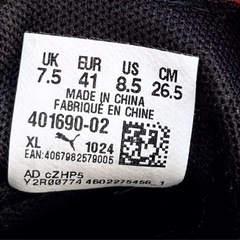 UK EUR US CM
7.5 41 8.5 26.5
MADE IN CHINA
FABRIQUÉ EN CHINE
401690-02
XL 1024
EAN:4067982579005
AD cZHP5
Y2R00774 4602275456_1